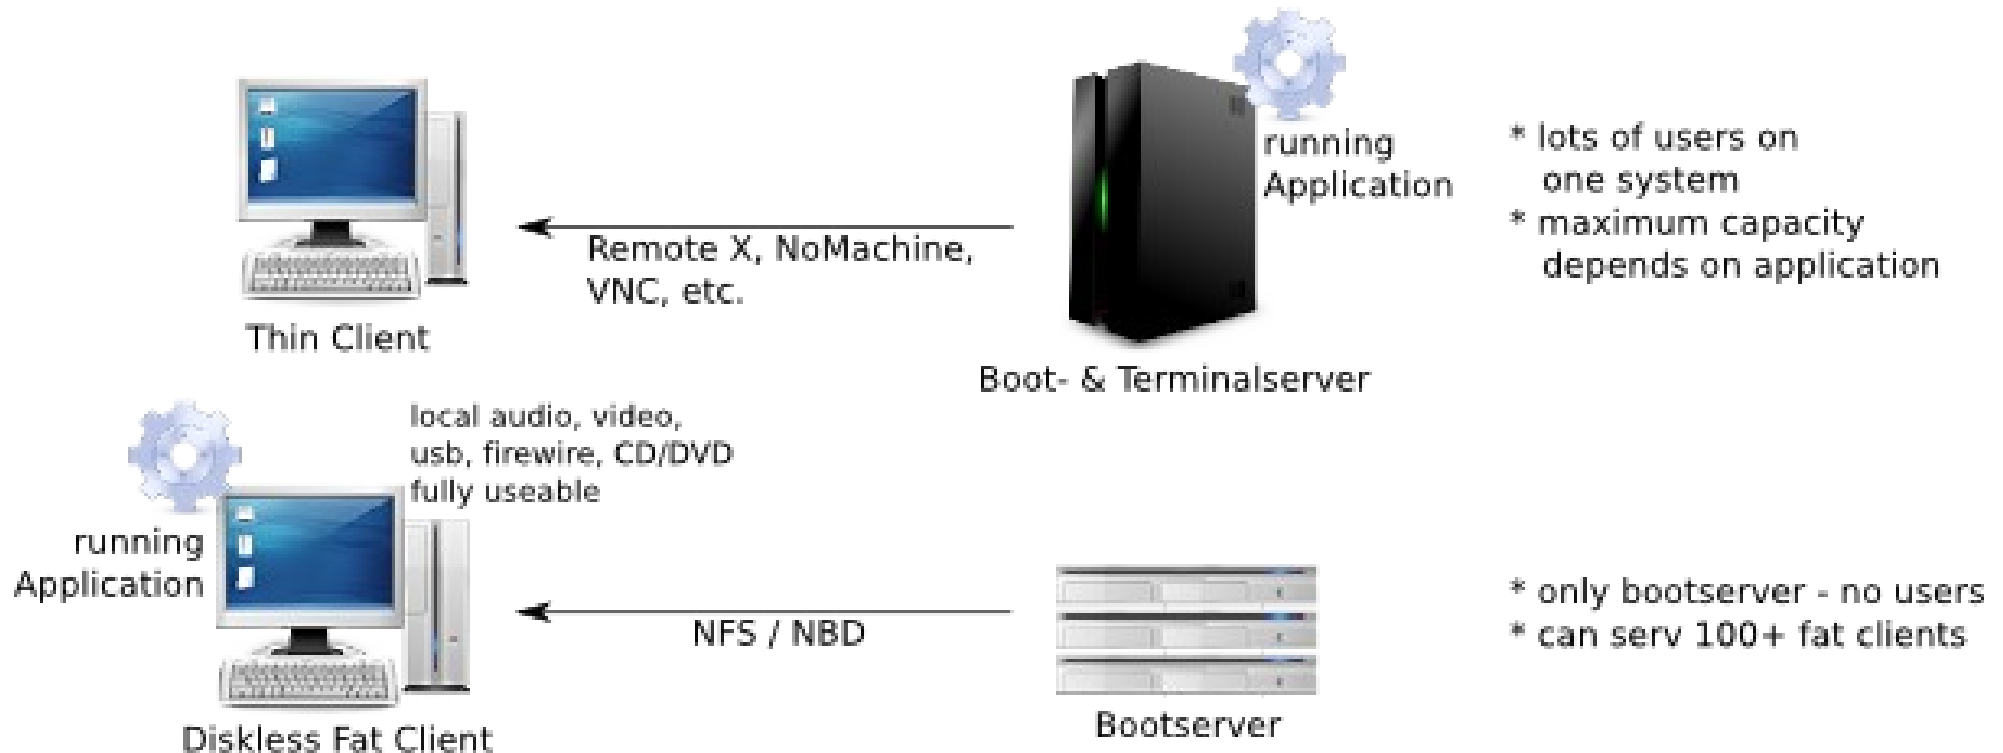 running
Application
* lots of users on
one system
* maximum capacity
depends on application
Remote X, NoMachine,
VNC, etc.
Thin Client
Boot- & Terminalserver
local audio, video,
usb, firewire, CD/DVD
fully useable
running
Application
NFS / NBD
* only bootserver - no users
* can serv 100+ fat clients
Diskless Fat Client
Bootserver